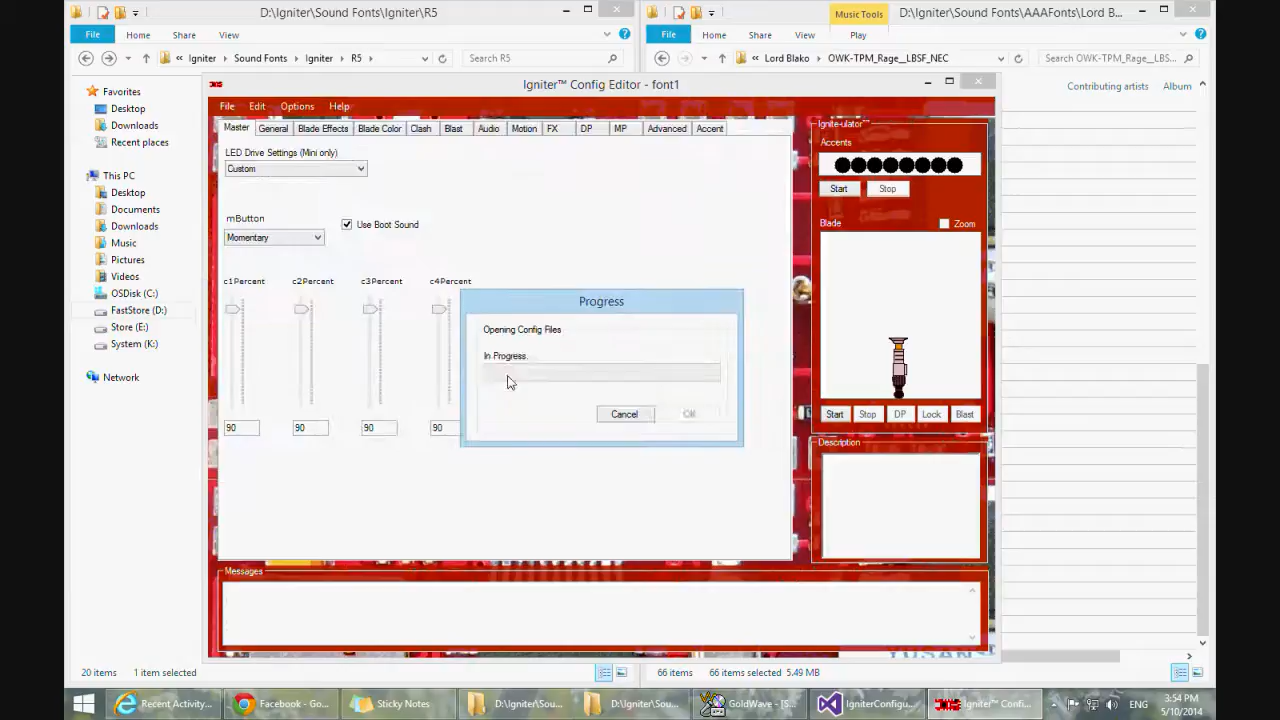 D:\Igniter\Sound Fonts\Igniter\R5
Music Tools
D:\Igniter\Sound Fonts\AAAFonts\Lord B...
File
Home
Share
View
File
Home
Share
View
Play
Igniter
Sound Fonts
Igniter
R5
Search R5
Lord Blako
OWK-TPM_Rage__LBSF_NEC
Search OWK-TPM_Rage__LBS...
Contributing artists
Album
Favorites
Desktop
Downloads
Recent places
This PC
Desktop
Documents
Downloads
Music
Pictures
Videos
OSDisk (C:)
FastStore (D:)
Store (E:)
System (K:)
Network
Igniter™ Config Editor - font1
File
Edit
Options
Help
Master
General
Blade Effects
Blade Color
Clash
Blast
Audio
Motion
FX
DP
MP
Advanced
Accent
LED Drive Settings (Mini only)
Custom
mButton
Momentary
Use Boot Sound
c1Percent
c2Percent
c3Percent
c4Percent
90
90
90
90
Progress
Opening Config Files
In Progress.
Cancel
OK
Ignite-ulator™
Accents
Start
Stop
Blade
Zoom
Start
Stop
DP
Lock
Blast
Description
Messages
20 items
1 item selected
66 items
66 items selected 5.49 MB
Recent Activity...
Facebook - Go...
Sticky Notes
D:\Igniter\Soun...
D:\Igniter\Soun...
GoldWave - [S...
IgniterConfigu...
Igniter™ Confi...
ENG
3:54 PM
5/10/2014